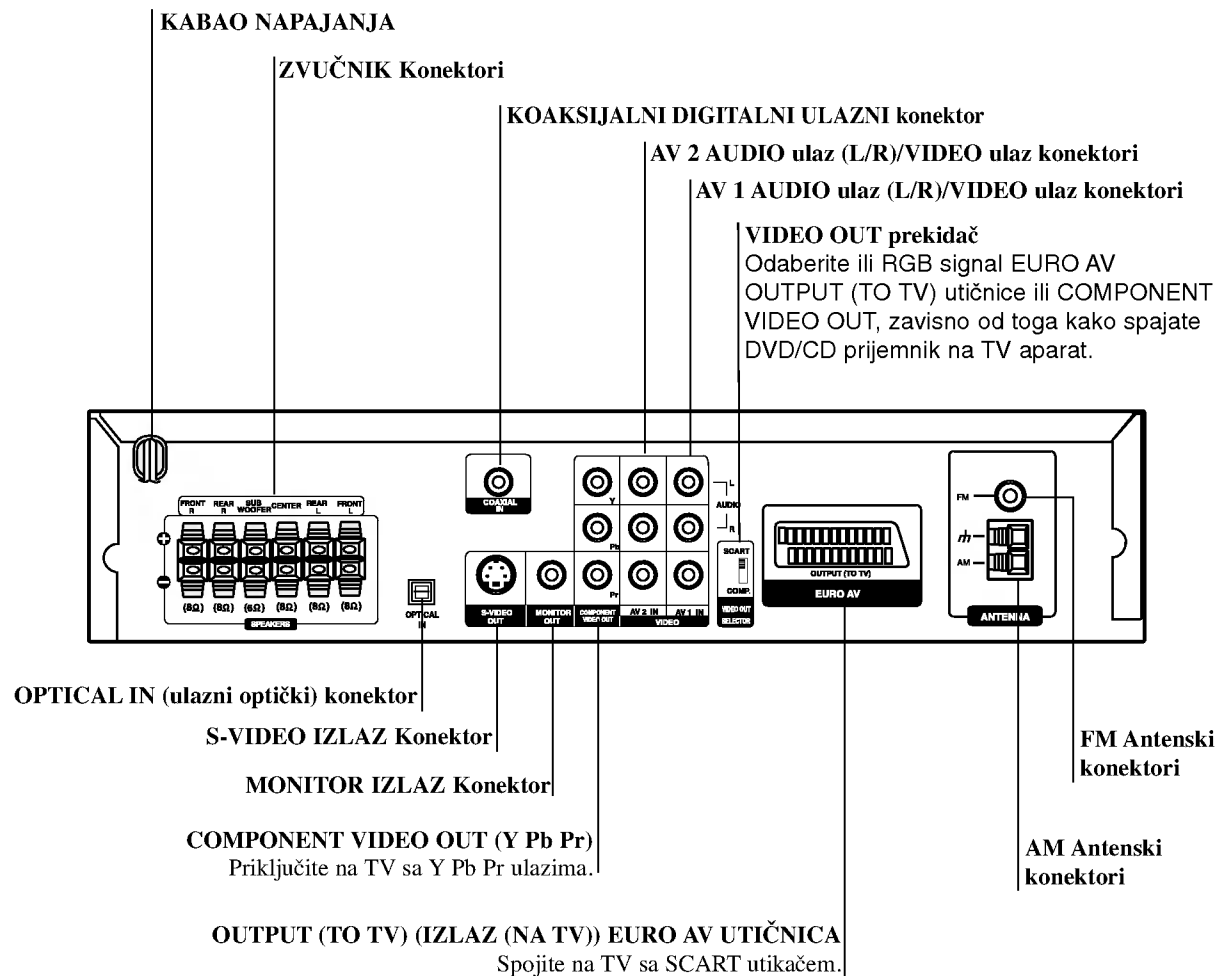 KABAO NAPAJANJA
ZVUČNIK Konektori
KOAKSIJALNI DIGITALNI ULAZNI konektor
AV 2 AUDIO ulaz (L/R)/VIDEO ulaz konektori
AV 1 AUDIO ulaz (L/R)/VIDEO ulaz konektori
VIDEO OUT prekidač
Odaberite ili RGB signal EURO AV
OUTPUT (TO TV) utičnice ili COMPONENT
VIDEO OUT, zavisno od toga kako spajate
DVD/CD prijemnik na TV aparat.
FRONT R
REAR R
SUB WOOFER
CENTER
REAR L
FRONT L
(8Ω) (8Ω) (6Ω) (8Ω) (8Ω) (8Ω)
SPEAKERS
OPTICAL IN
COAXIAL IN
Y
Pb
Pr
L
AUDIO
R
S-VIDEO OUT
MONITOR OUT
COMPONENT VIDEO OUT
AV 2 IN
AV 1 IN
VIDEO
SCART
COMP.
VIDEO OUT
SELECTOR
OUTPUT (TO TV)
EURO AV
FM
AM
ANTENNA
OPTICAL IN (ulazni optički) konektor
S-VIDEO IZLAZ Konektor
MONITOR IZLAZ Konektor
COMPONENT VIDEO OUT (Y Pb Pr)
Priključite na TV sa Y Pb Pr ulazima.
OUTPUT (TO TV) (IZLAZ (NA TV)) EURO AV UTIČNICA
Spojite na TV sa SCART utikačem.
FM Antenski
konektori
AM Antenski
konektori